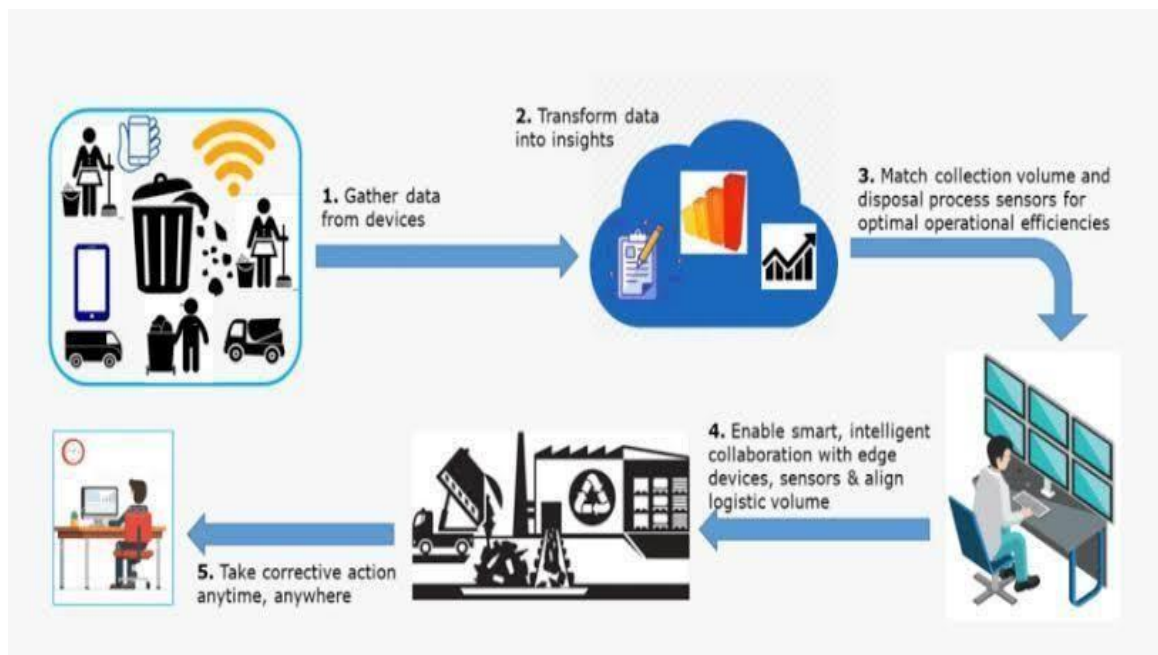 1. Gather data
from devices
2. Transform data
into insights
3. Match collection volume and
disposal process sensors for
optimal operational efficiencies
4. Enable smart, intelligent
collaboration with edge
devices, sensors & align
logistic volume
5. Take corrective action
anytime, anywhere